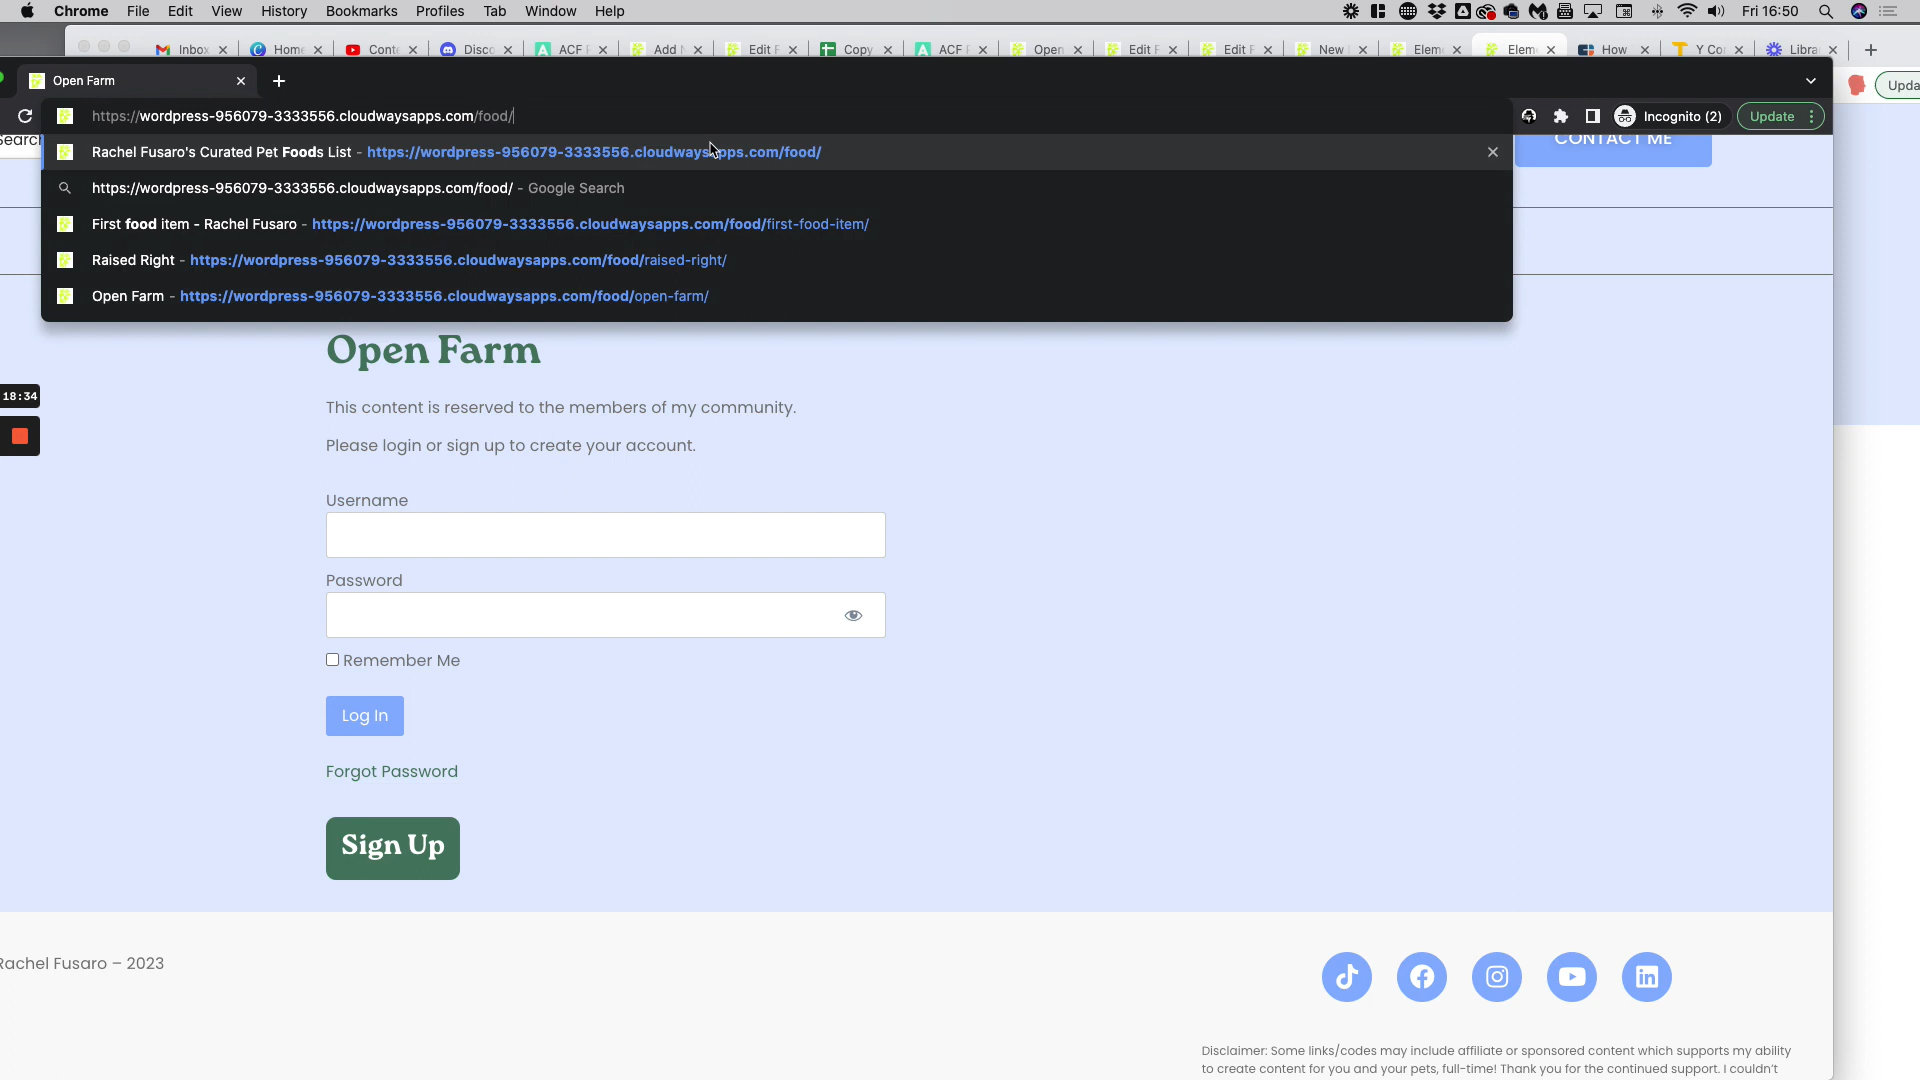 Chrome File Edit View History Bookmarks Profiles Tab Window Help Fri 16:50
Inbox Home Conte Disco ACF F Add N Edit F Copy ACF Open Edit F Edit F New Elem Elem How Y Co Libra
Open Farm
https://wordpress-956079-3333556.cloudwaysapps.com/food/ Incognito (2) Update Upda
Searc Rachel Fusaro's Curated Pet Foods List - https://wordpress-956079-3333556.cloudwaysapps.com/food/ CONTACT ME
https://wordpress-956079-3333556.cloudwaysapps.com/food/ - Google Search
First food item - Rachel Fusaro - https://wordpress-956079-3333556.cloudwaysapps.com/food/first-food-item/
Raised Right - https://wordpress-956079-3333556.cloudwaysapps.com/food/raised-right/
Open Farm - https://wordpress-956079-3333556.cloudwaysapps.com/food/open-farm/
Open Farm
18:34
This content is reserved to the members of my community.
Please login or sign up to create your account.
Username
Password
Remember Me
Log In
Forgot Password
Sign Up
Rachel Fusaro – 2023
Disclaimer: Some links/codes may include affiliate or sponsored content which supports my ability
to create content for you and your pets, full-time! Thank you for the continued support. I couldn't